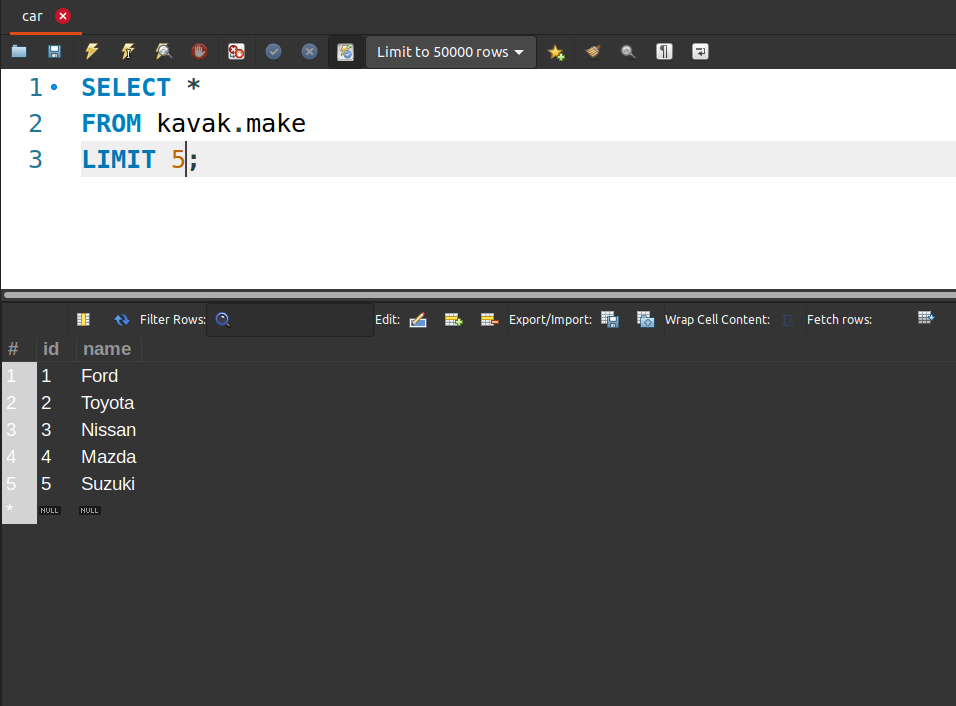 car
Limit to 50000 rows
1 SELECT *
2 FROM kavak.make
3 LIMIT 5;
Filter Rows: Edit: Export/Import: Wrap Cell Content: Fetch rows:
# id name
1 1 Ford
2 2 Toyota
3 3 Nissan
4 4 Mazda
5 5 Suzuki
* NULL NULL